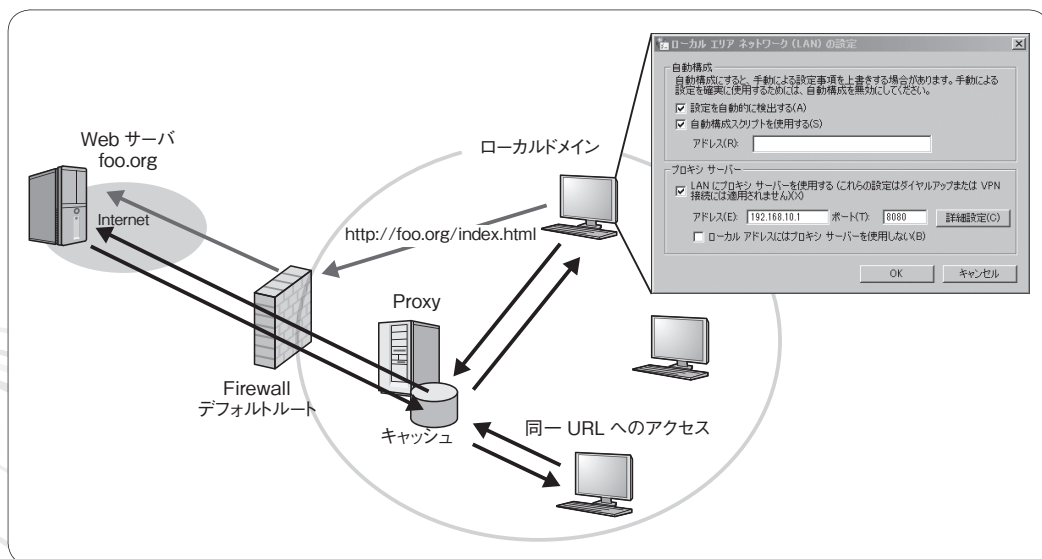 Web サーバ
foo.org
Internet
ローカルドメイン
http://foo.org/index.html
Proxy
Firewall
デフォルトルート
キャッシュ
同一 URL へのアクセス
ローカル エリア ネットワーク (LAN) の設定
自動構成
自動構成にすると、手動による設定事項を上書きする場合があります。手動による
設定を確実に使用するためには、自動構成を無効にしてください。
設定を自動的に検出する(A)
自動構成スクリプトを使用する(S)
アドレス(R):
プロキシ サーバー
LAN にプロキシ サーバーを使用する (これらの設定はダイヤルアップまたは VPN
接続には適用されません)(X)
アドレス(E): 192.168.10.1 ポート(T): 8080 詳細設定(C)
ローカル アドレスにはプロキシ サーバーを使用しない(B)
OK キャンセル